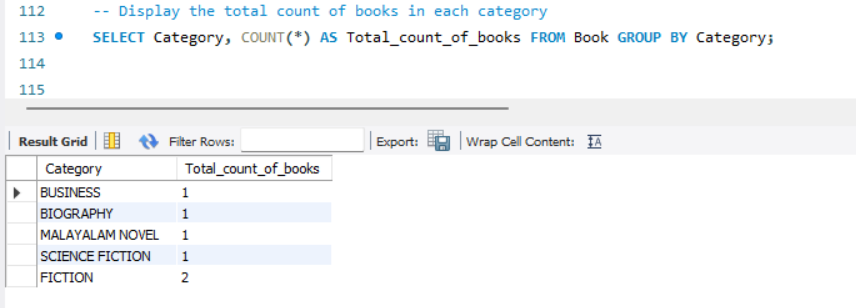 112 -- Display the total count of books in each category
113 SELECT Category, COUNT(*) AS Total_count_of_books FROM Book GROUP BY Category;
114
115
Result Grid Filter Rows: Export: Wrap Cell Content: IA
Category Total_count_of_books
BUSINESS 1
BIOGRAPHY 1
MALAYALAM NOVEL 1
SCIENCE FICTION 1
FICTION 2